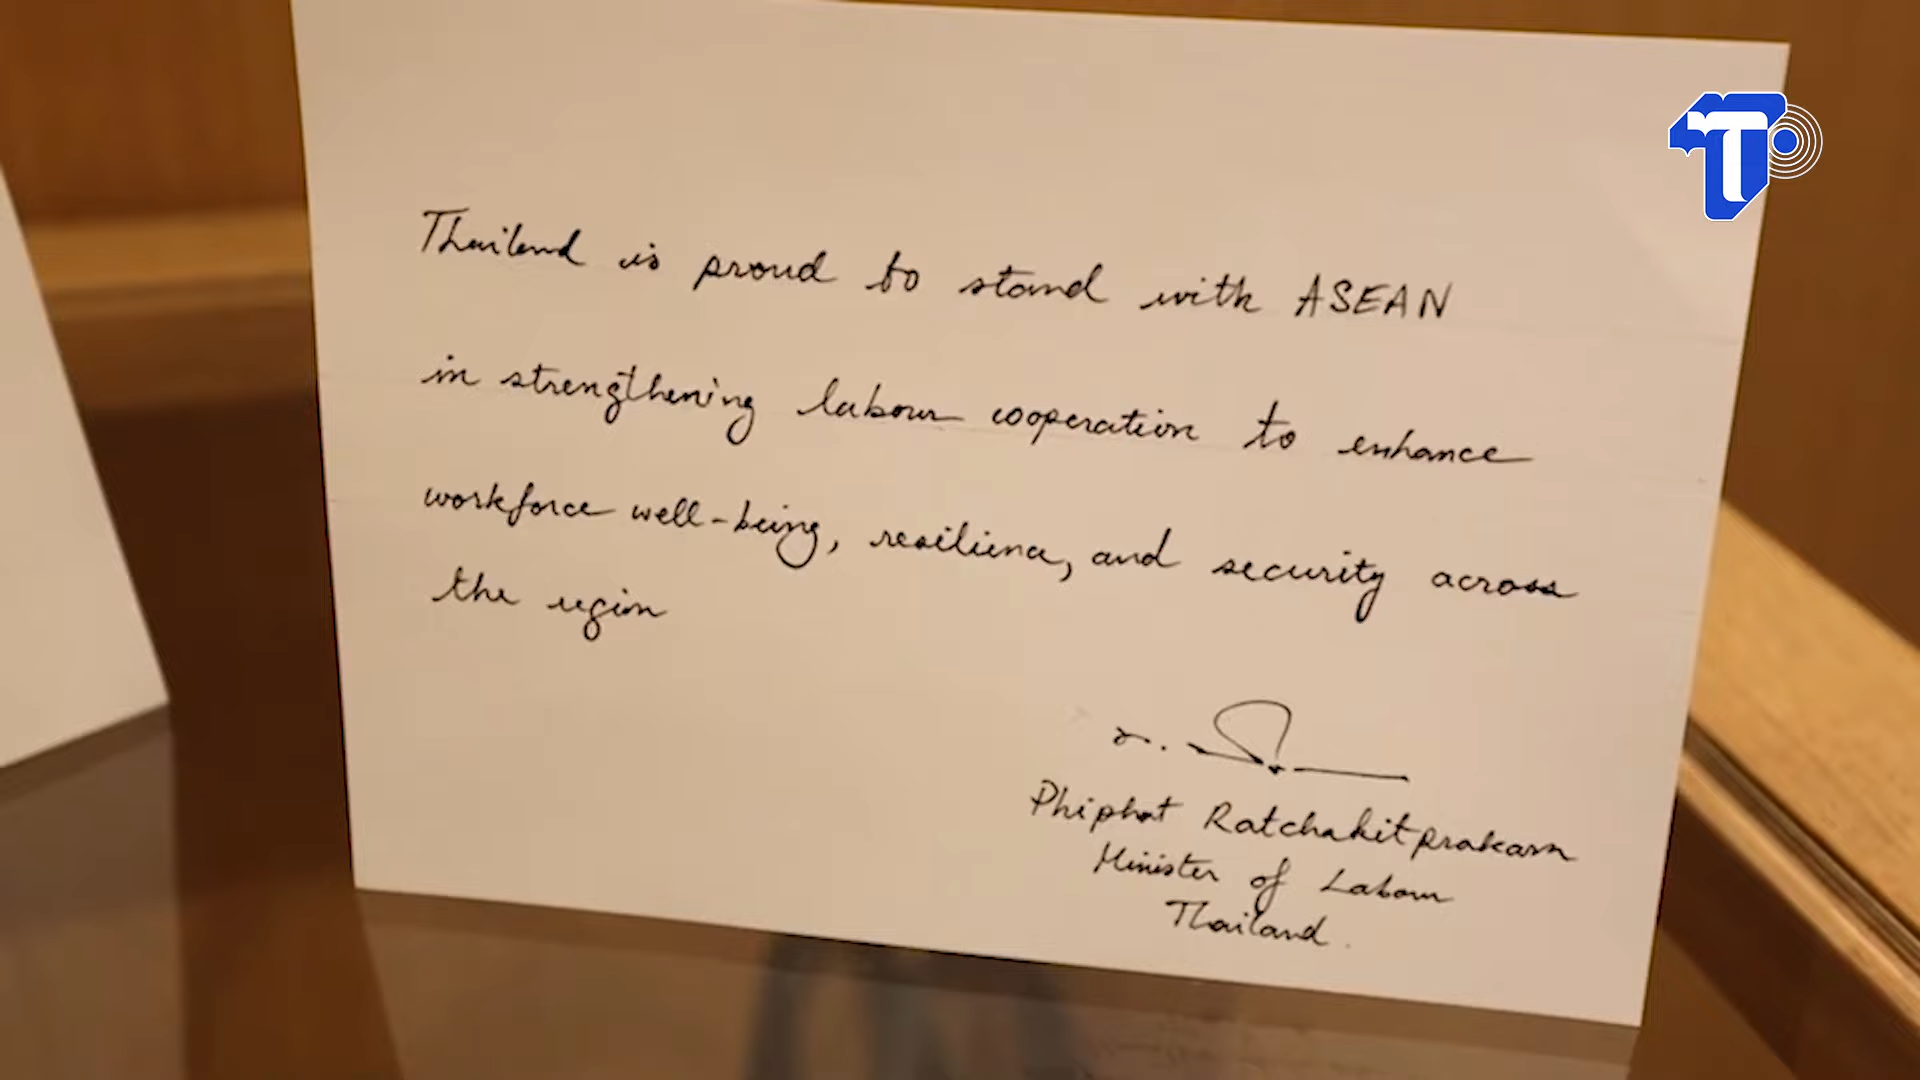 Thailand is proud to stand with ASEAN
in strengthening labour cooperation to enhance
workforce well-being, resilience, and security across
the region
Phiphat Ratchakitprakarn
Minister of Labour
Thailand.
T